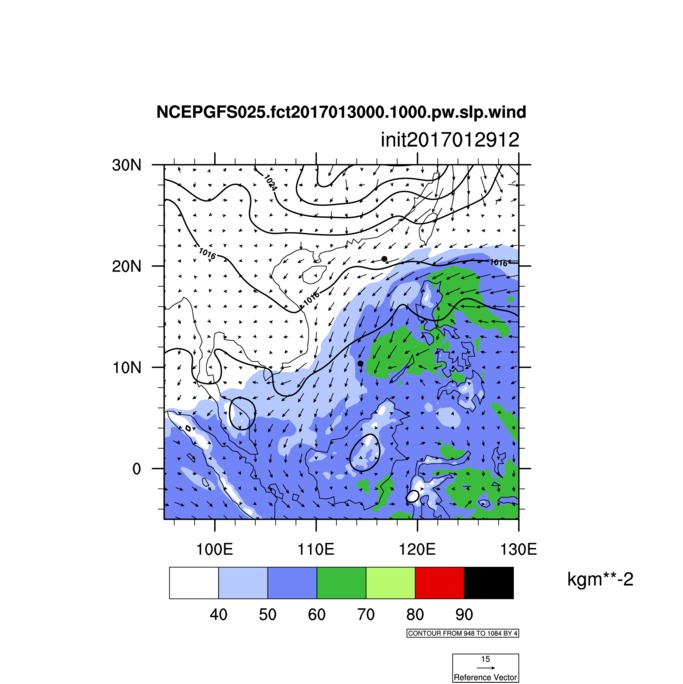 NCEPGFS025.fct2017013000.1000.pw.slp.wind
init2017012912
30N
1024
1016
20N
1016
1016
10N
0
0
100E 110E 120E 130E
kgm**-2
40 50 60 70 80 90
CONTOUR FROM 948 TO 1084 BY 4
15
Reference Vector